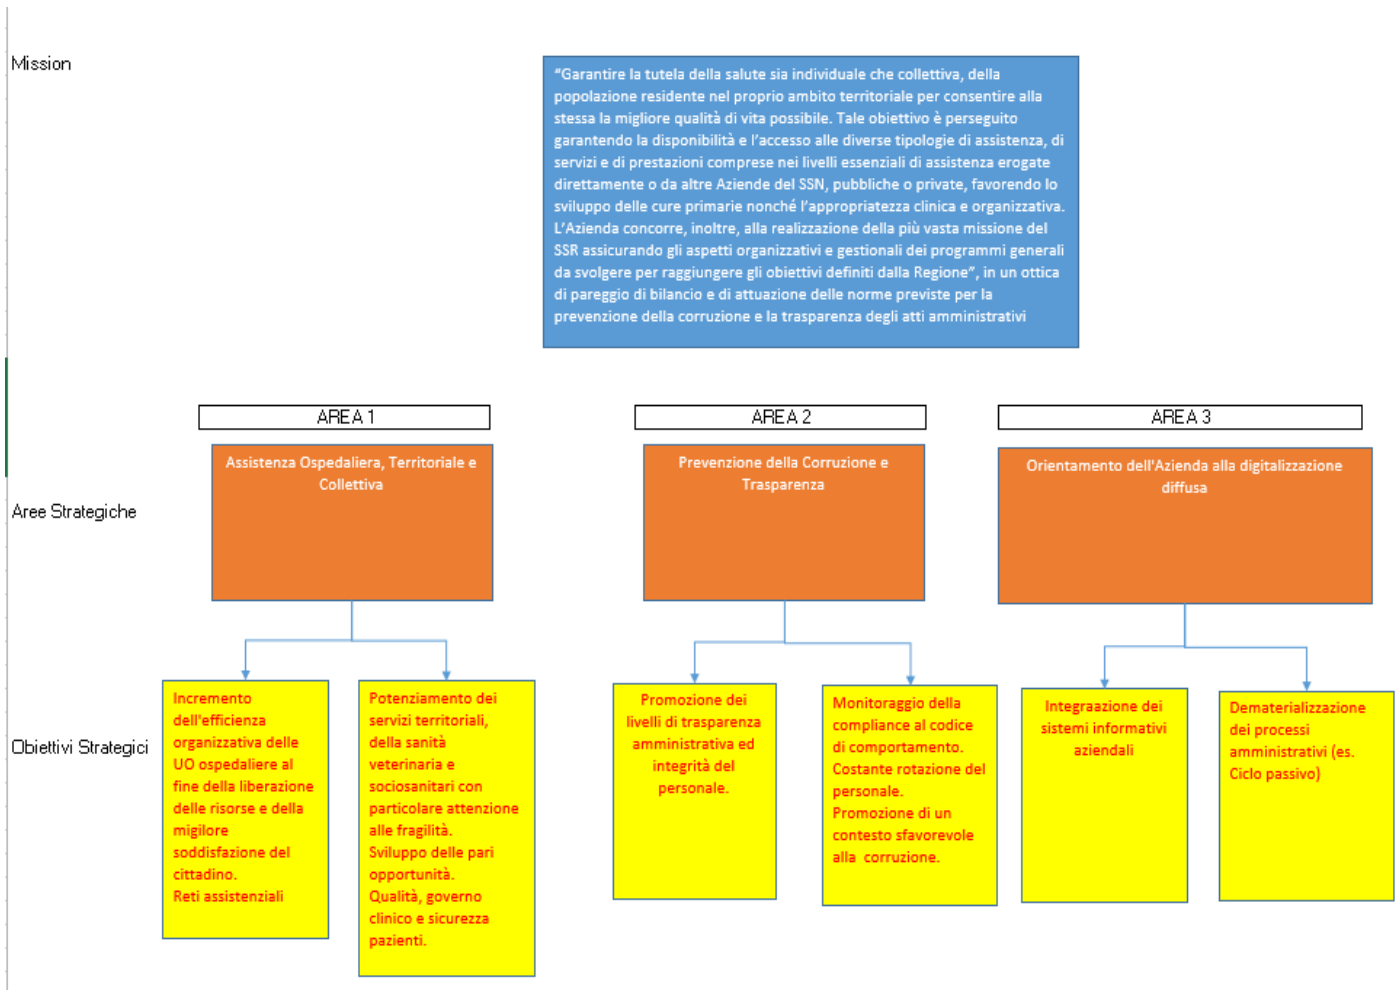 Mission
“Garantire la tutela della salute sia individuale che collettiva, della
popolazione residente nel proprio ambito territoriale per consentire alla
stessa la migliore qualità di vita possibile. Tale obiettivo è perseguito
garantendo la disponibilità e l’accesso alle diverse tipologie di assistenza, di
servizi e di prestazioni comprese nei livelli essenziali di assistenza erogate
direttamente o da altre Aziende del SSN, pubbliche o private, favorendo lo
sviluppo delle cure primarie nonché l’appropriatezza clinica e organizzativa.
L’Azienda concorre, inoltre, alla realizzazione della più vasta missione del
SSR assicurando gli aspetti organizzativi e gestionali dei programmi generali
da svolgere per raggiungere gli obiettivi definiti dalla Regione”, in un ottica
di pareggio di bilancio e di attuazione delle norme previste per la
prevenzione della corruzione e la trasparenza degli atti amministrativi
AREA 1
AREA 2
AREA 3
Aree Strategiche
Assistenza Ospedaliera, Territoriale e
Collettiva
Prevenzione della Corruzione e
Trasparenza
Orientamento dell'Azienda alla digitalizzazione
diffusa
Obiettivi Strategici
Incremento
dell'efficienza
organizzativa delle
UO ospedaliere al
fine della liberazione
delle risorse e della
migilore
soddisfazione del
cittadino.
Reti assistenziali
Potenziamento dei
servizi territoriali,
della sanità
veterinaria e
sociosanitari con
particolare attenzione
alle fragilità.
Sviluppo delle pari
opportunità.
Qualità, governo
clinico e sicurezza
pazienti.
Promozione dei
livelli di trasparenza
amministrativa ed
integrità del
personale.
Monitoraggio della
compliance al codice
di comportamento.
Costante rotazione del
personale.
Promozione di un
contesto sfavorevole
alla corruzione.
Integraazione dei
sistemi informativi
aziendali
Dematerializzazione
dei processi
amministrativi (es.
Ciclo passivo)